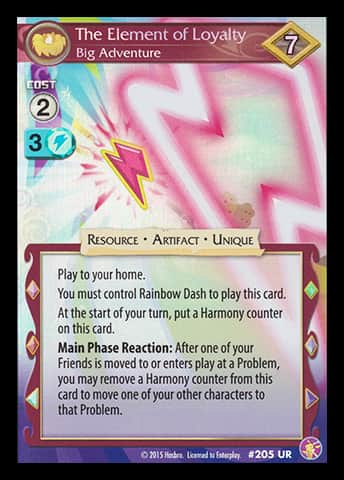 The Element of Loyalty
Big Adventure
7
COST
2
3
RESOURCE • ARTIFACT • UNIQUE
Play to your home.
You must control Rainbow Dash to play this card.
At the start of your turn, put a Harmony counter
on this card.
Main Phase Reaction: After one of your
Friends is moved to or enters play at a Problem,
you may remove a Harmony counter from this
card to move one of your other characters to
that Problem.
© 2015 Hasbro. Licensed to Enterplay. #205 UR